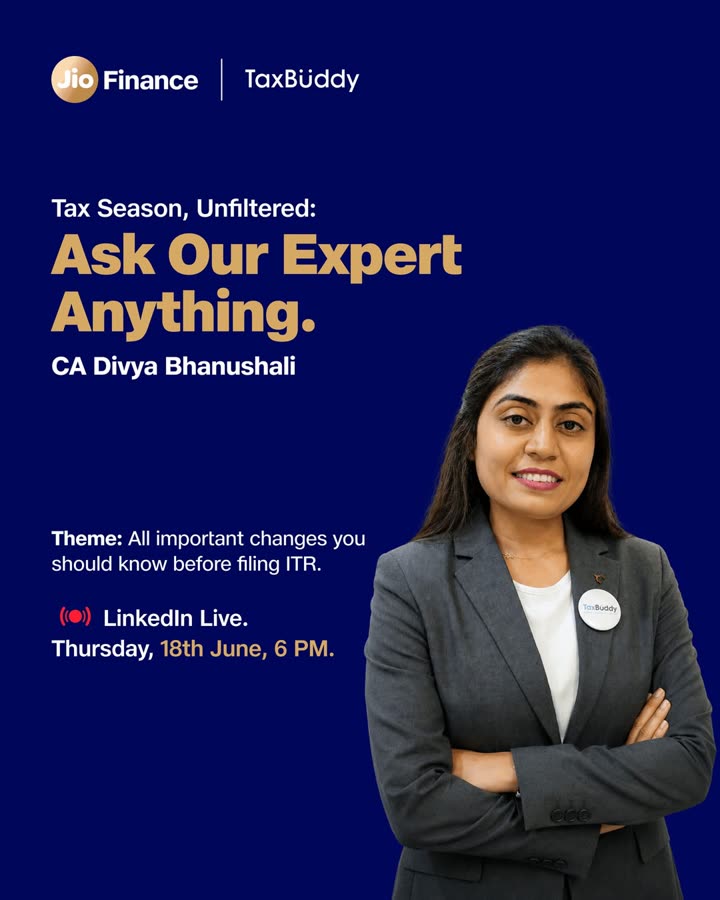 Jio Finance | TaxBuddy
Tax Season, Unfiltered:
Ask Our Expert
Anything.
CA Divya Bhanushali
Theme: All important changes you
should know before filing ITR.
LinkedIn Live.
Thursday, 18th June, 6 PM.
TaxBuddy